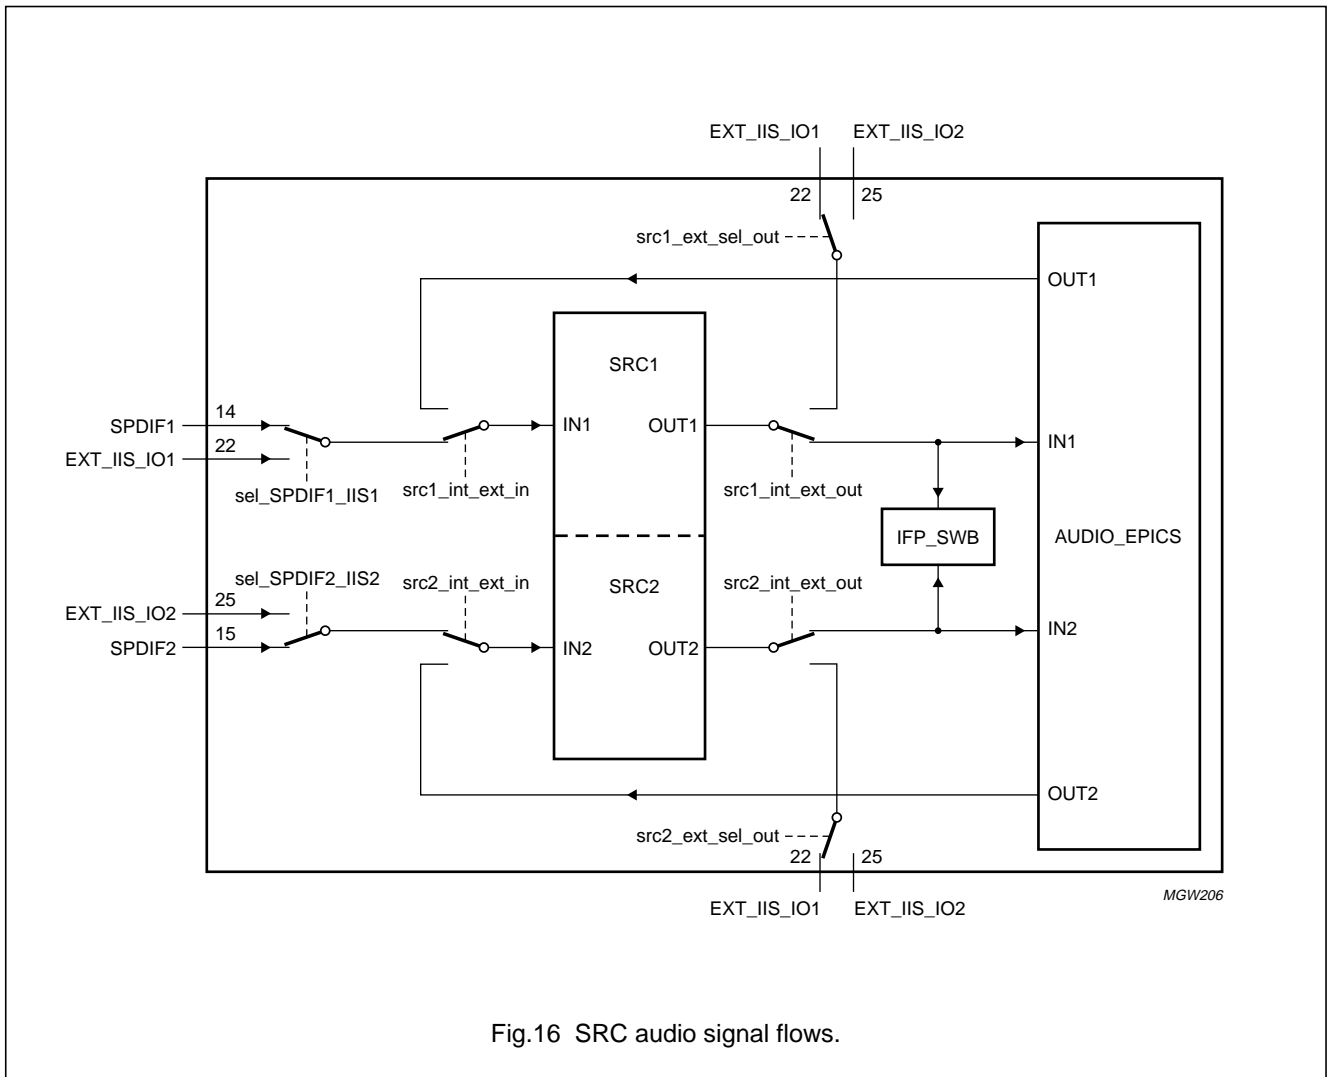 EXT_IIS_IO1 EXT_IIS_IO2
22 25
src1_ext_sel_out
OUT1
SRC1
SPDIF1 14
IN1 OUT1
IN1
EXT_IIS_IO1 22
sel_SPDIF1_IIS1
src1_int_ext_in
src1_int_ext_out
IFP_SWB
AUDIO_EPICS
sel_SPDIF2_IIS2
src2_int_ext_in
SRC2
src2_int_ext_out
EXT_IIS_IO2 25
SPDIF2 15
IN2 OUT2
IN2
OUT2
src2_ext_sel_out
22 25
EXT_IIS_IO1 EXT_IIS_IO2
MGW206
Fig.16 SRC audio signal flows.